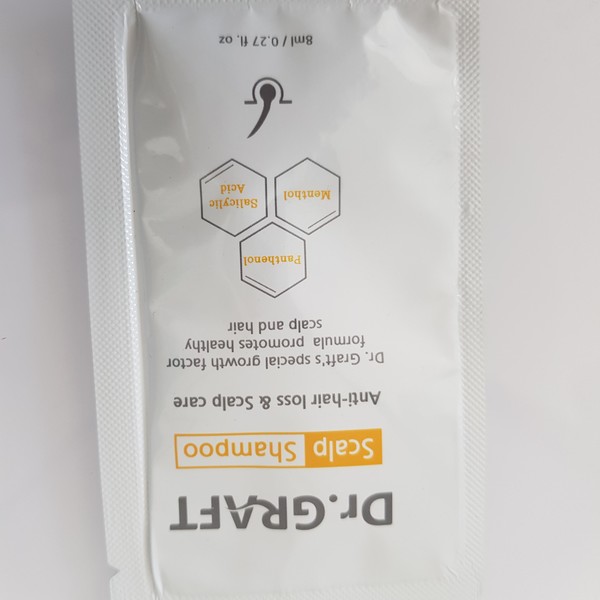 Dr.GRAFT
Scalp Shampoo
Anti-hair loss & Scalp care
Dr. Graft's special growth factor
formula promotes healthy
scalp and hair
Panthenol
Menthol
Salicylic
Acid
8ml / 0.27 fl. oz